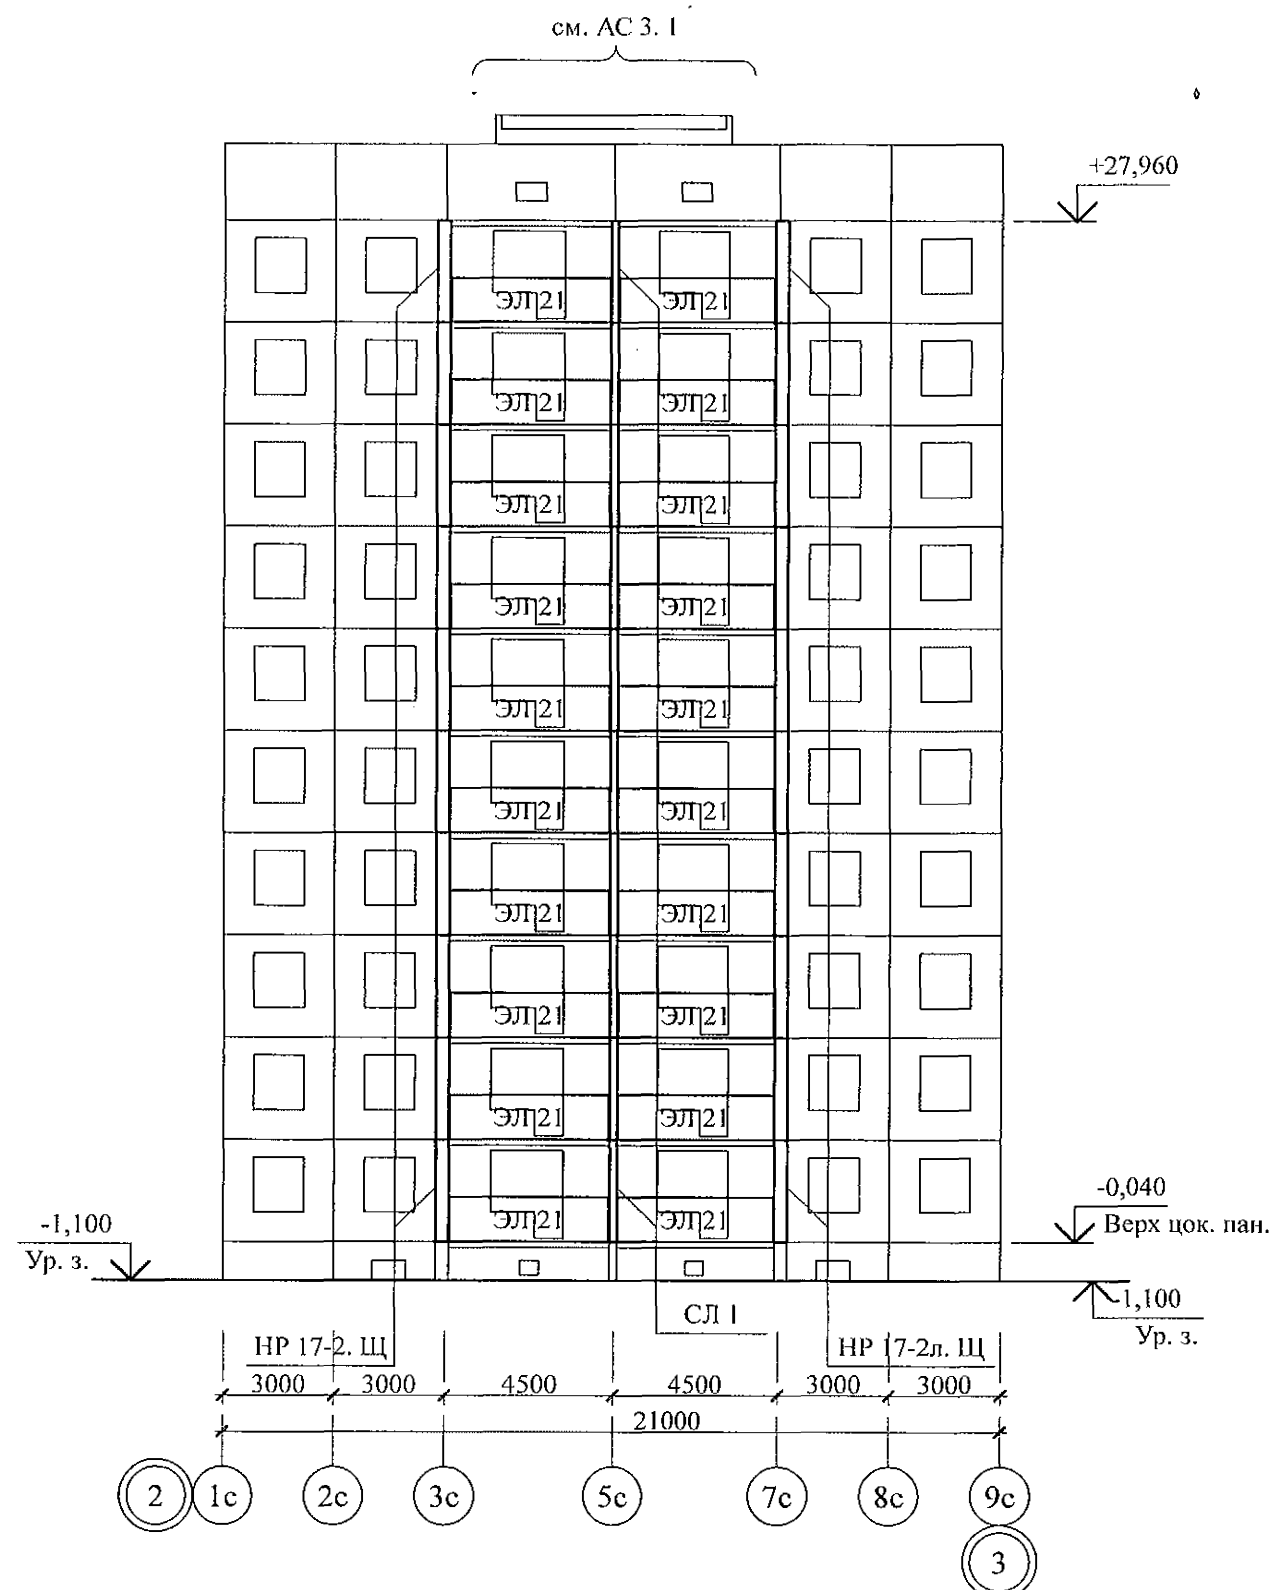 см. АС 3. 1
+27,960
ЭЛ 21 ЭЛ 21
ЭЛ 21 ЭЛ 21
ЭЛ 21 ЭЛ 21
ЭЛ 21 ЭЛ 21
ЭЛ 21 ЭЛ 21
ЭЛ 21 ЭЛ 21
ЭЛ 21 ЭЛ 21
ЭЛ 21 ЭЛ 21
ЭЛ 21 ЭЛ 21
ЭЛ 21 ЭЛ 21
-0,040
Верх цок. пан.
-1,100
Ур. з.
-1,100
Ур. з.
СЛ 1
НР 17-2. Щ
НР 17-2л. Щ
3000 3000 4500 4500 3000 3000
21000
2 1с 2с 3с 5с 7с 8с 9с
3